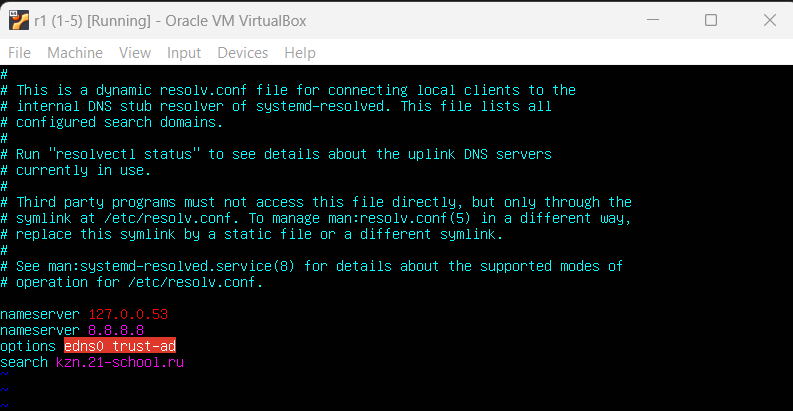 r1 (1-5) [Running] - Oracle VM VirtualBox
File Machine View Input Devices Help
#
# This is a dynamic resolv.conf file for connecting local clients to the
# internal DNS stub resolver of systemd-resolved. This file lists all
# configured search domains.
#
# Run "resolvectl status" to see details about the uplink DNS servers
# currently in use.
#
# Third party programs must not access this file directly, but only through the
# symlink at /etc/resolv.conf. To manage man:resolv.conf(5) in a different way,
# replace this symlink by a static file or a different symlink.
#
# See man:systemd-resolved.service(8) for details about the supported modes of
# operation for /etc/resolv.conf.

nameserver 127.0.0.53
nameserver 8.8.8.8
options edns0 trust-ad
search kzn.21-school.ru
~
~
~